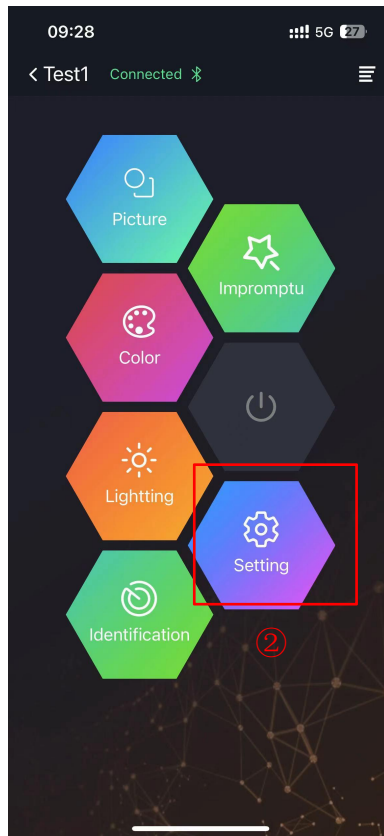 09:28 5G 27
Test1 Connected
Picture
Impromptu
Color
Lightting
Setting
Identification
②